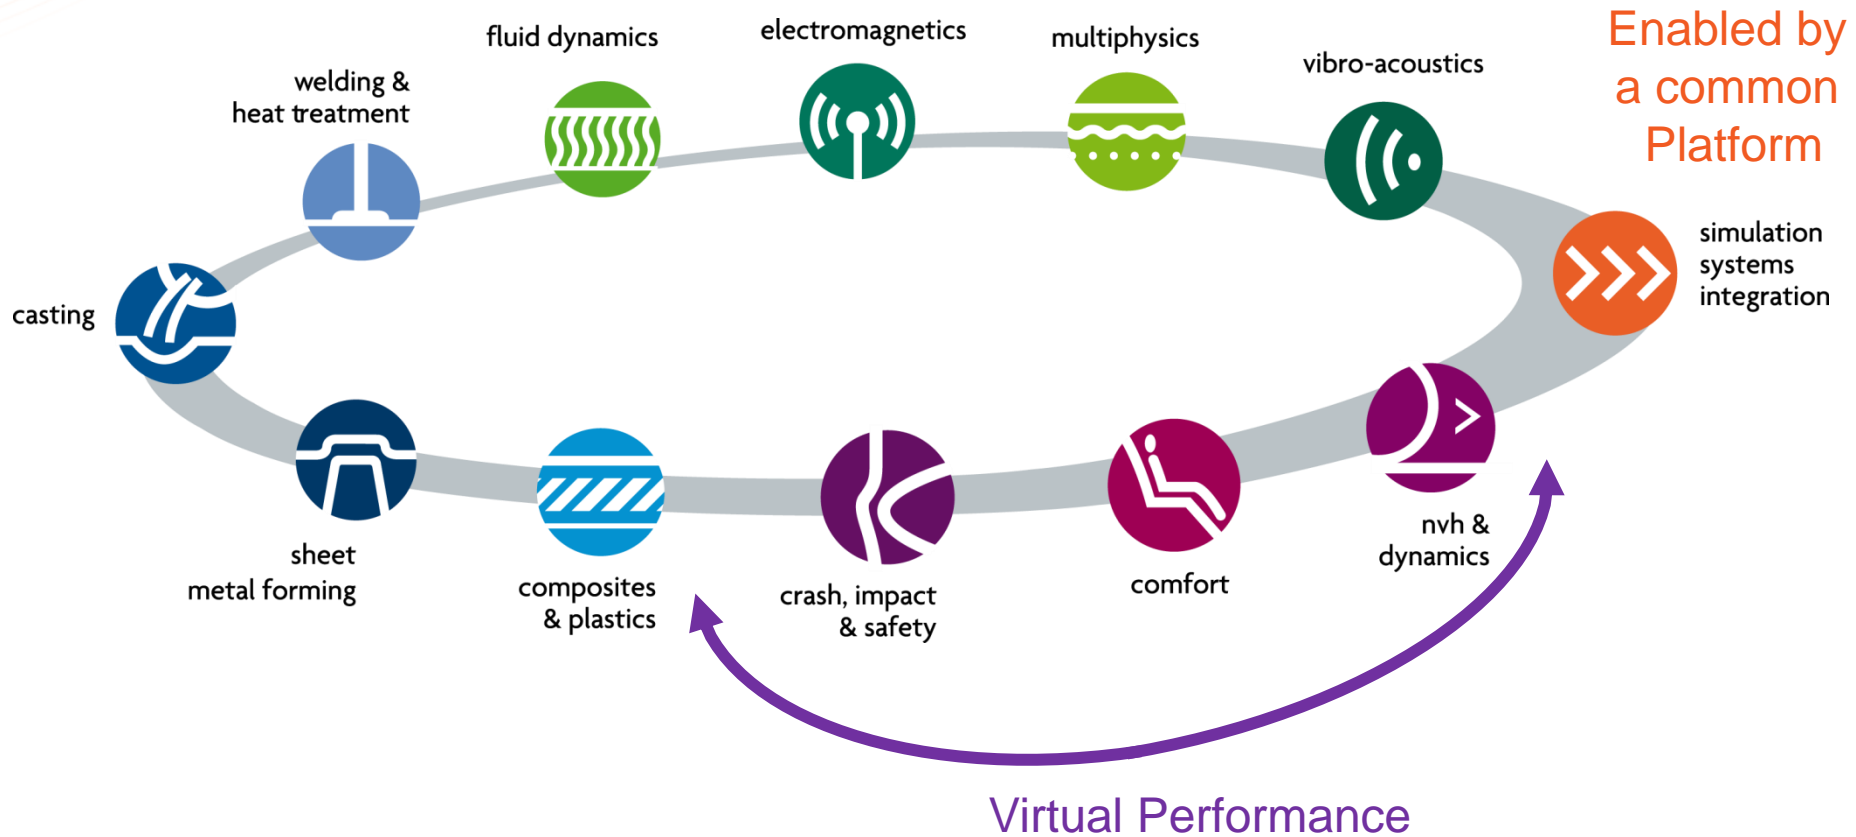 fluid dynamics
electromagnetics
multiphysics
vibro-acoustics
Enabled by
a common
Platform
welding &
heat treatment
simulation
systems
integration
casting
sheet
metal forming
composites
& plastics
crash, impact
& safety
comfort
nvh &
dynamics
Virtual Performance